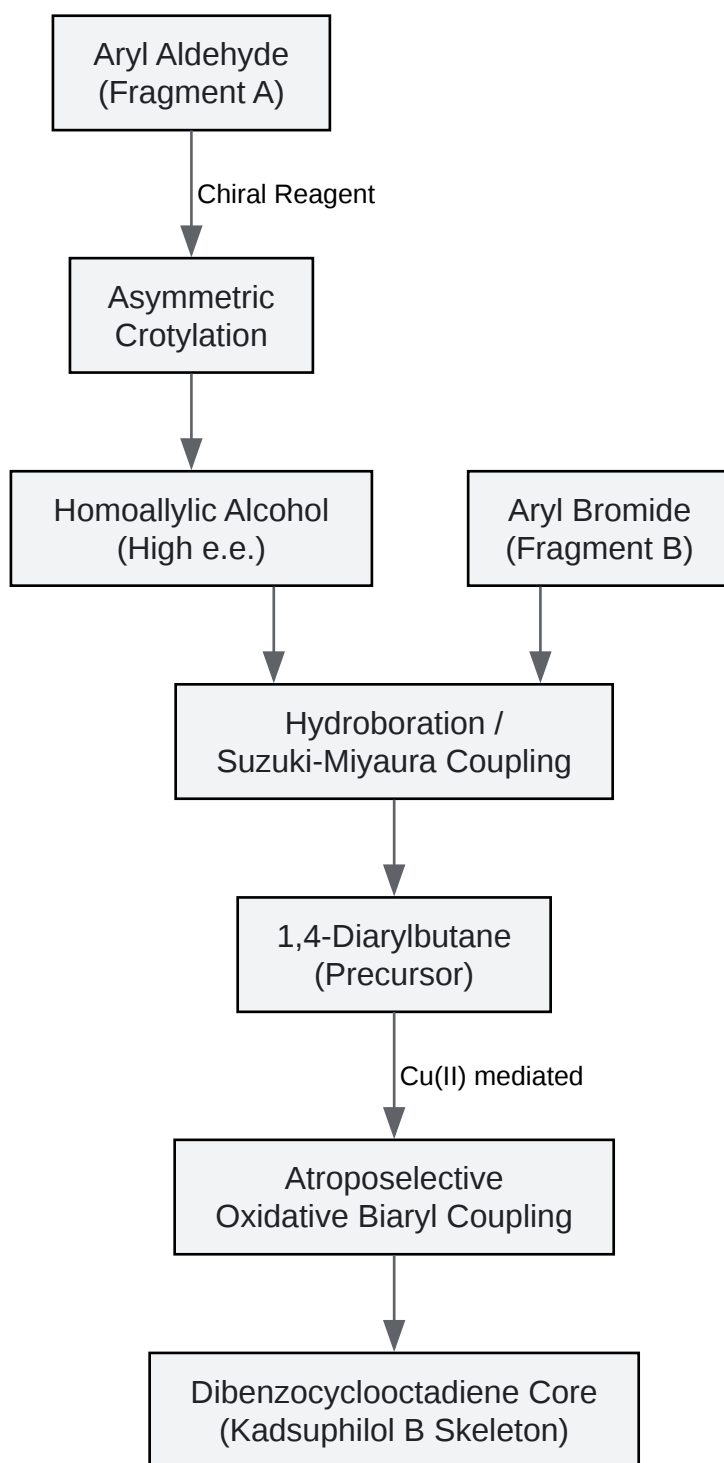 Aryl Aldehyde
(Fragment A)
Chiral Reagent
Asymmetric
Crotylation
Homoallylic Alcohol
(High e.e.)
Aryl Bromide
(Fragment B)
Hydroboration /
Suzuki-Miyaura Coupling
1,4-Diarylbutane
(Precursor)
Cu(II) mediated
Atroposelective
Oxidative Biaryl Coupling
Dibenzocyclooctadiene Core
(Kadsuphilol B Skeleton)